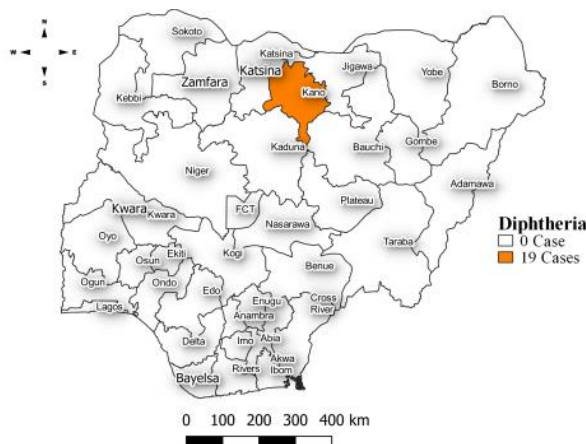 N
W E
S
Sokoto
Katsina
Katsina
Jigawa
Yobe
Borno
Zamfara
Kebbi
Kano
Kaduna
Bauchi
Gombe
Niger
Adamawa
Plateau
FCT
Kwara
Kwara
Nasarawa
Diphtheria
0 Case
19 Cases
Oyo
Taraba
Ekiti
Kogi
Osun
Benue
Ogun
Ondo
Edo
Lagos
Enugu
Cross
River
Anambra
Delta
Imo
Abia
Akwa
Ibom
Bayelsa
Rivers
0 100 200 300 400 km